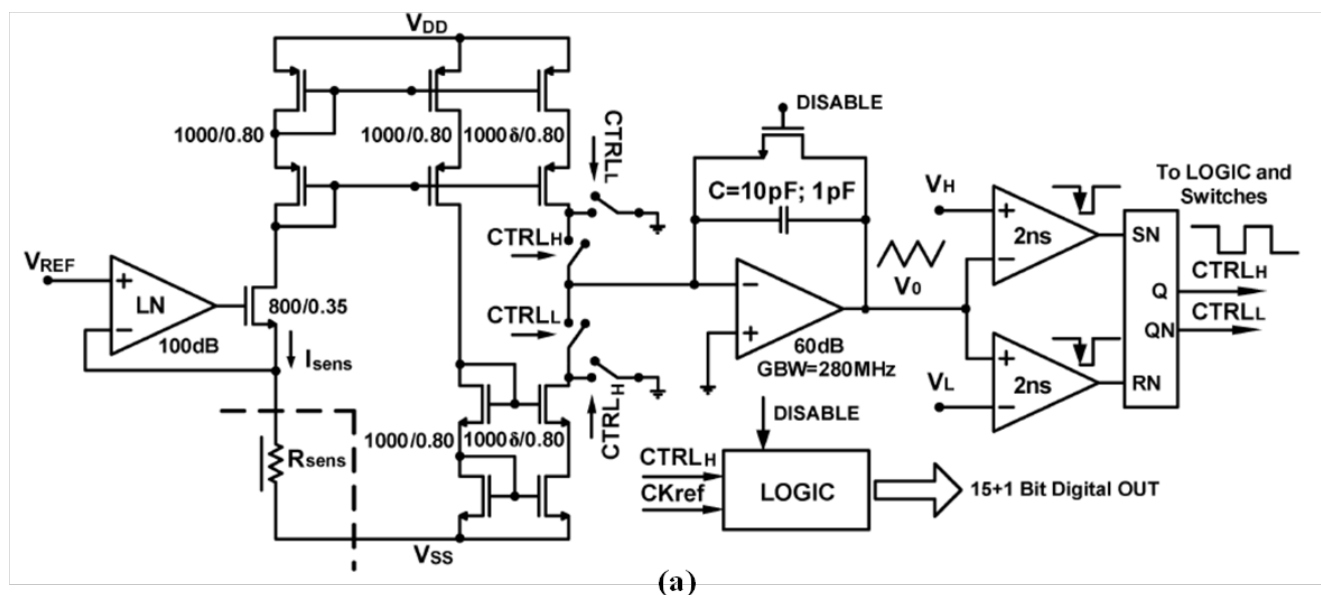 VDD
DISABLE
1000/0.80
1000/0.80
1000δ/0.80
CTRLL
To LOGIC and
Switches
C=10pF; 1pF
VH
+
2ns
-
SN
CTRLH
VREF
+
LN
-
100dB
800/0.35
V0
Q
CTRLH
CTRLL
QN
Isens
CTRLL
-
+
60dB
GBW=280MHz
+
2ns
-
RN
VL
CTRLH
DISABLE
Rsens
1000/0.80
1000δ/0.80
CTRLH
CKref
LOGIC
15+1 Bit Digital OUT
VSS
(a)